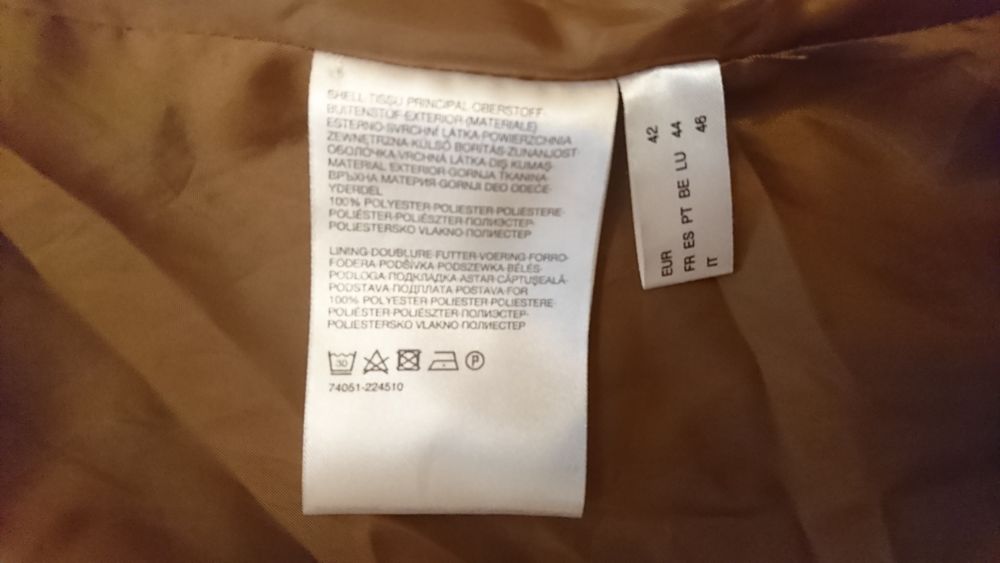 SHELL·TISSU PRINCIPAL·OBERSTOFF·
BUITENSTOF·EXTERIOR·(MATERIALE)
ESTERNO·SVRCHNÍ LÁTKA·POWIERZCHNIA
ZEWNĘTRZNA·KÜLSŐ BORÍTÁS·ZUNANJOST·
ОБОЛОЧКА·VRCHNÁ LÁTKA·DIŞ KUMAŞ·
MATERIAL EXTERIOR·GORNJA TKANINA·
ВРЪХНА МАТЕРИЯ·GORNJI DEO ODEĆE·
YDERDEL
100% POLYESTER·POLIESTER·POLIESTERE·
POLIÉSTER·POLIÉSZTER·ПОЛИЭСТЕР·
POLIESTERSKO VLAKNO·ПОЛИЕСТЕР
LINING·DOUBLURE·FUTTER·VOERING·FORRO·
FODERA·PODŠÍVKA·PODSZEWKA·BÉLÉS·
PODLOGA·ПОДКЛАДКА·ASTAR·CĂPTUŞEALĂ·
PODSTAVA·ПОДПЛАТА·POSTAVA·FOR
100% POLYESTER·POLIESTER·POLIESTERE·
POLIÉSTER·POLIÉSZTER·ПОЛИЭСТЕР·
POLIESTERSKO VLAKNO·ПОЛИЕСТЕР
30 P
74051-224510
EUR 42
FR ES PT BE LU 44
IT 46